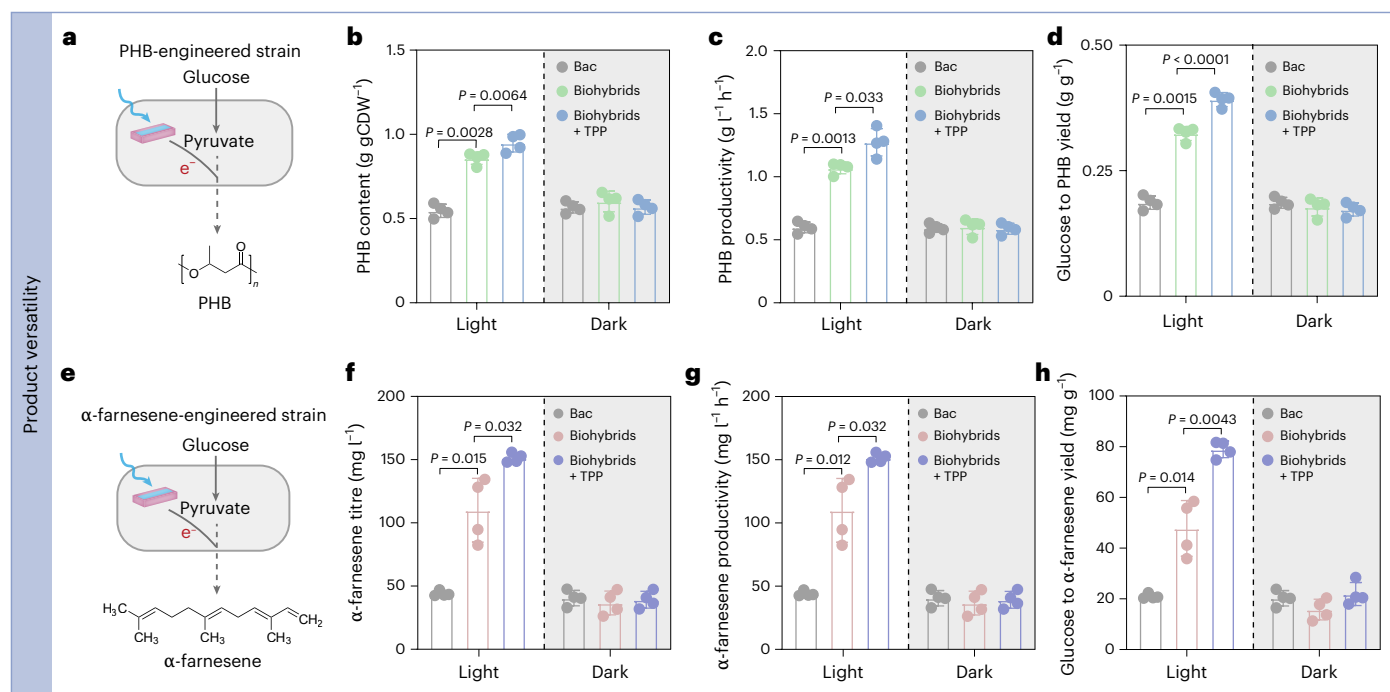 Product versatility
a
PHB-engineered strain
Glucose
Pyruvate
e⁻
O
O
n
PHB
b
PHB content (g gCDW⁻¹)
1.5
1.0
0.5
0
P = 0.0028
P = 0.0064
Bac
Biohybrids
Biohybrids
+ TPP
Light
Dark
c
PHB productivity (g l⁻¹ h⁻¹)
2.0
1.5
1.0
0.5
0
P = 0.0013
P = 0.033
Bac
Biohybrids
Biohybrids
+ TPP
Light
Dark
d
Glucose to PHB yield (g g⁻¹)
0.50
0.25
0
P = 0.0015
P < 0.0001
Bac
Biohybrids
Biohybrids
+ TPP
Light
Dark
e
α-farnesene-engineered strain
Glucose
Pyruvate
e⁻
H₃C
CH₃
CH₃
CH₃
CH₂
α-farnesene
f
α-farnesene titre (mg l⁻¹)
200
150
100
50
0
P = 0.015
P = 0.032
Bac
Biohybrids
Biohybrids
+ TPP
Light
Dark
g
α-farnesene productivity (mg l⁻¹ h⁻¹)
200
150
100
50
0
P = 0.012
P = 0.032
Bac
Biohybrids
Biohybrids
+ TPP
Light
Dark
h
Glucose to α-farnesene yield (mg g⁻¹)
100
80
60
40
20
0
P = 0.014
P = 0.0043
Bac
Biohybrids
Biohybrids
+ TPP
Light
Dark